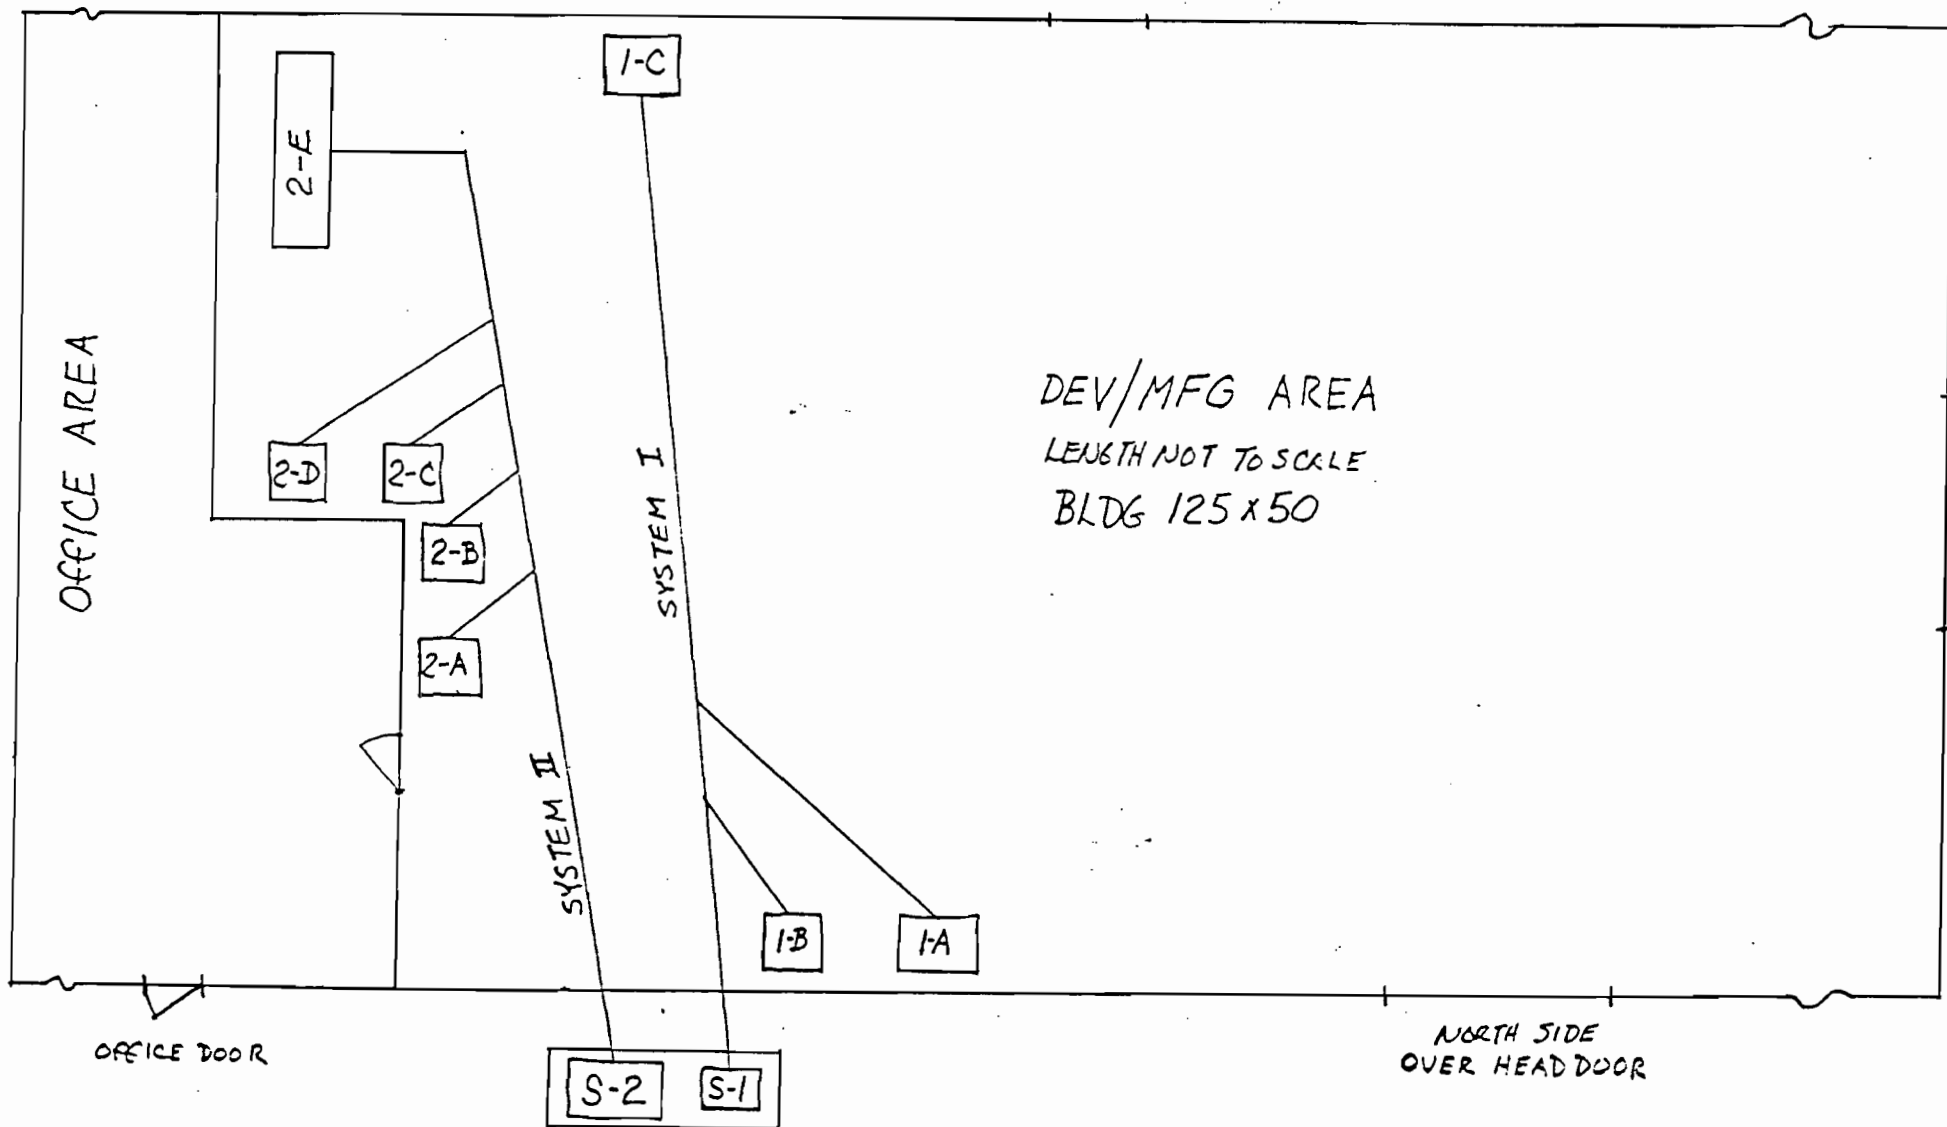 1-C
2-E
OFFICE AREA
SYSTEM I
DEV/MFG AREA
LENGTH NOT TO SCALE
BLDG 125 x 50
2-D
2-C
2-B
2-A
SYSTEM II
1-B
1-A
OFFICE DOOR
S-2
S-1
NORTH SIDE
OVER HEAD DOOR